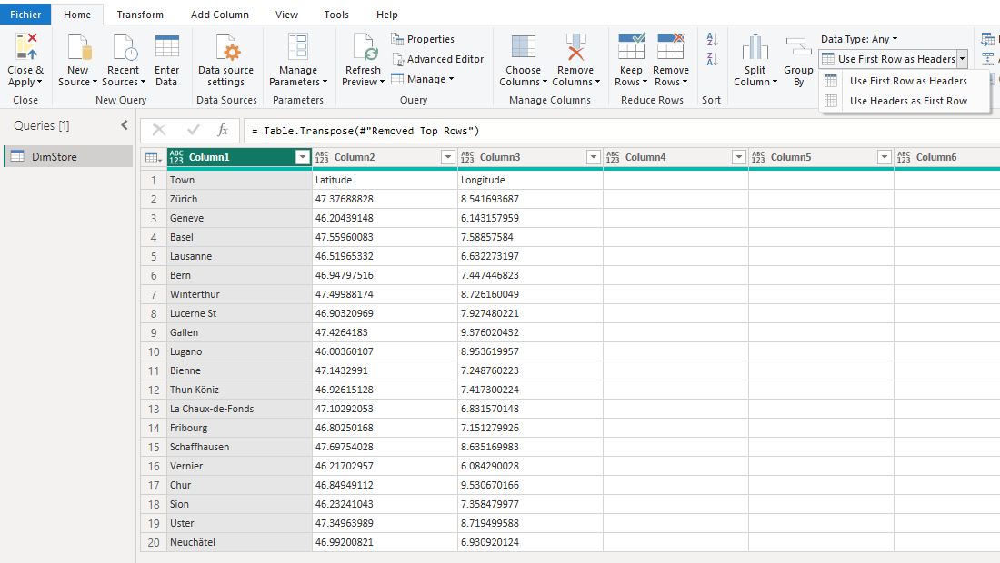 Fichier Home Transform Add Column View Tools Help
Close & Apply
New Source
Recent Sources
Enter Data
Data source settings
Manage Parameters
Refresh Preview
Properties
Advanced Editor
Manage
Choose Columns
Remove Columns
Keep Rows
Remove Rows
Split Column
Group By
Data Type: Any
Use First Row as Headers
Use First Row as Headers
Use Headers as First Row
Close New Query Data Sources Parameters Query Manage Columns Reduce Rows Sort
Queries [1]
DimStore
fx = Table.Transpose(#"Removed Top Rows")
ABC 123 Column1 ABC 123 Column2 ABC 123 Column3 ABC 123 Column4 ABC 123 Column5 ABC 123 Column6
1 Town Latitude Longitude
2 Zürich 47.37688828 8.541693687
3 Geneve 46.20439148 6.143157959
4 Basel 47.55960083 7.58857584
5 Lausanne 46.51965332 6.632273197
6 Bern 46.94797516 7.447446823
7 Winterthur 47.49988174 8.726160049
8 Lucerne St 46.90320969 7.927480221
9 Gallen 47.4264183 9.376020432
10 Lugano 46.00360107 8.953619957
11 Bienne 47.1432991 7.248760223
12 Thun Köniz 46.92615128 7.417300224
13 La Chaux-de-Fonds 47.10292053 6.831570148
14 Fribourg 46.80250168 7.151279926
15 Schaffhausen 47.69754028 8.635169983
16 Vernier 46.21702957 6.084290028
17 Chur 46.84949112 9.530670166
18 Sion 46.23241043 7.358479977
19 Uster 47.34963989 8.719499588
20 Neuchâtel 46.99200821 6.930920124